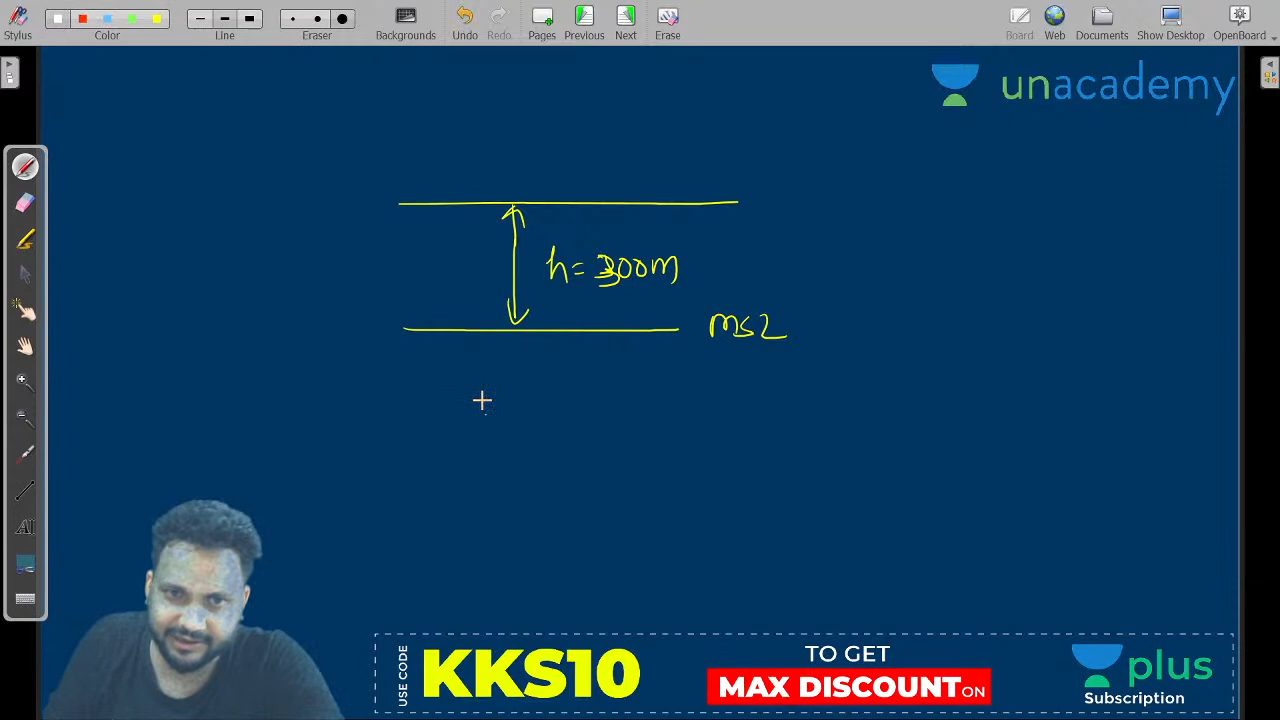 Stylus
Color
Line
Eraser
Backgrounds
Undo
Redo
Pages
Previous
Next
Erase
Board
Web
Documents
Show Desktop
OpenBoard
unacademy
h = 300m
MSL
USE CODE
KKS10
TO GET
MAX DISCOUNT ON
plus
Subscription